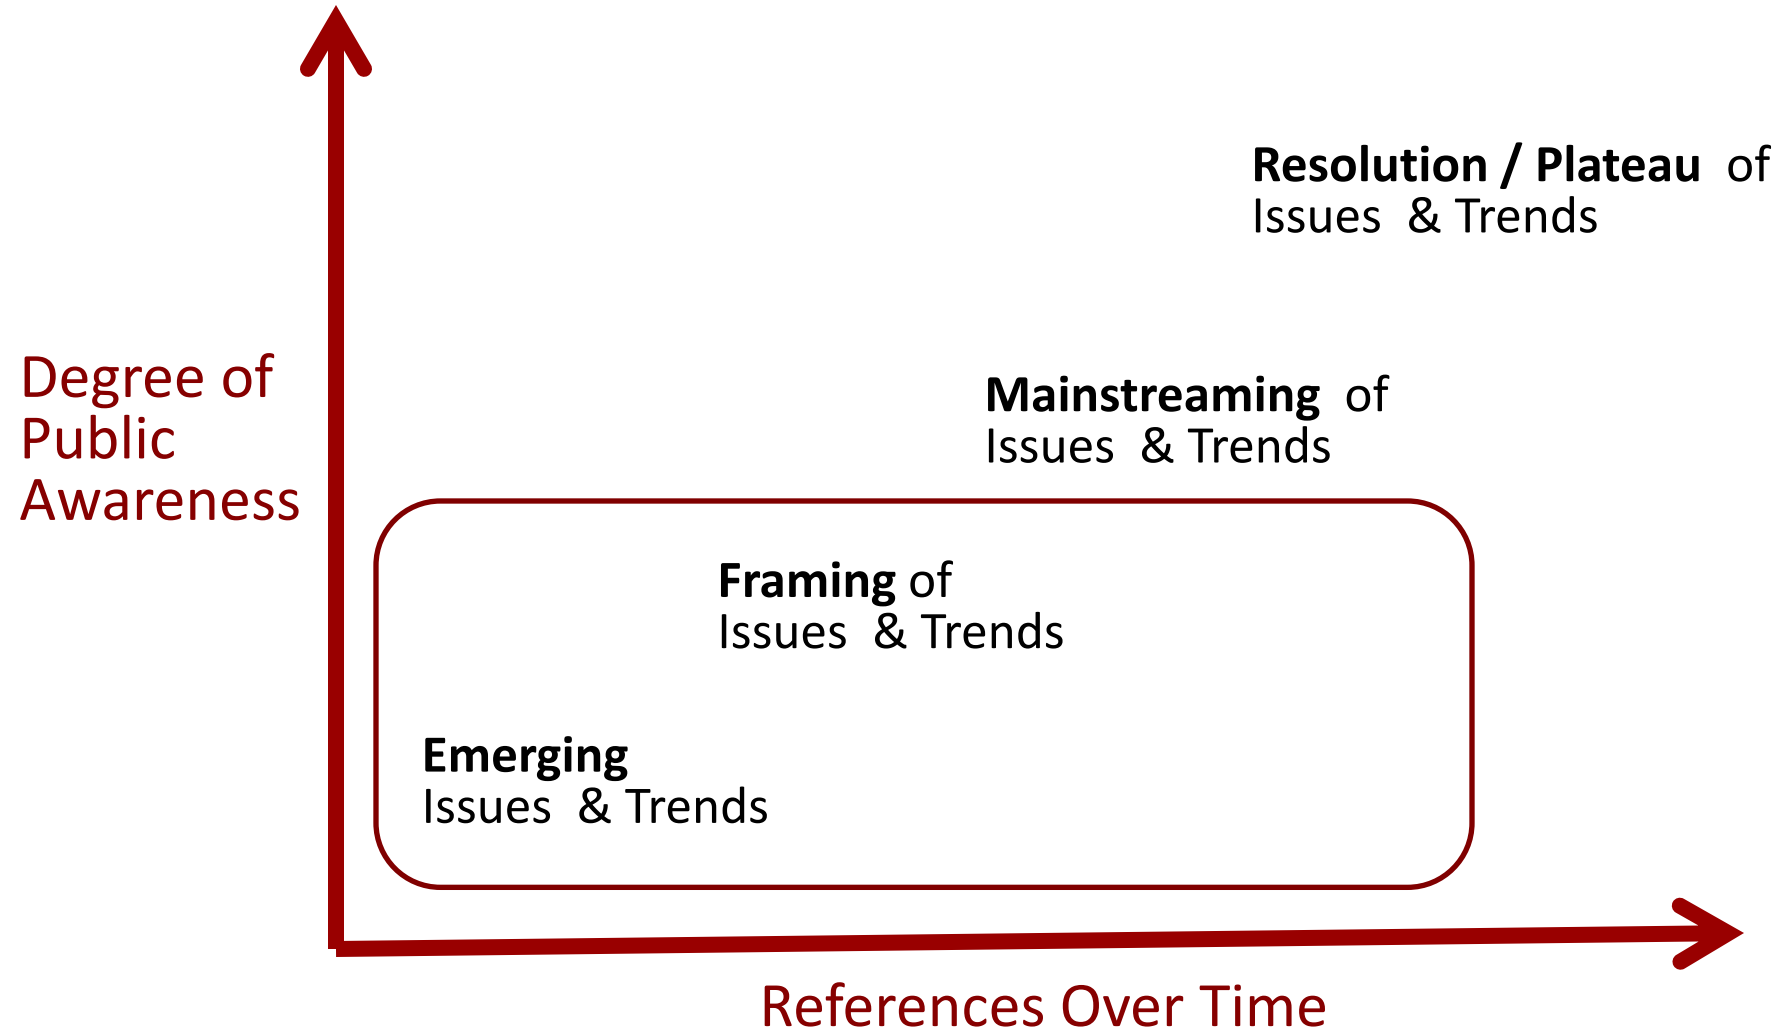 Resolution / Plateau of
Issues & Trends
Degree of
Public
Awareness
Mainstreaming of
Issues & Trends
Framing of
Issues & Trends
Emerging
Issues & Trends
References Over Time